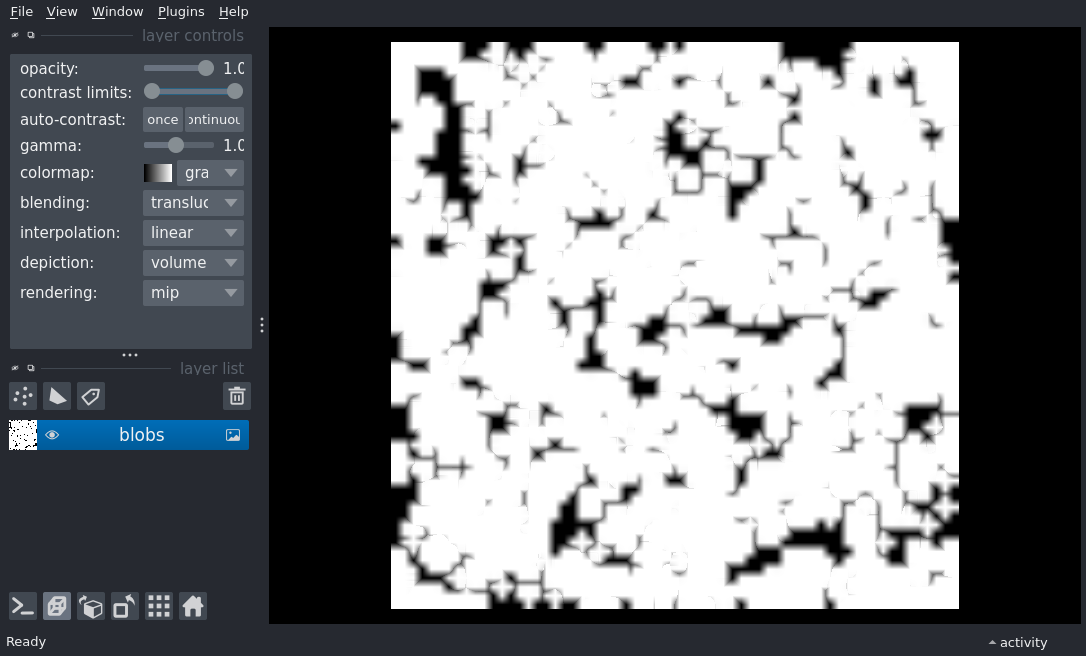 File View Window Plugins Help
layer controls
opacity: 1.0
contrast limits:
auto-contrast: once ontinuou
gamma: 1.0
colormap: gra
blending: transluc
interpolation: linear
depiction: volume
rendering: mip
layer list
blobs
Ready
activity